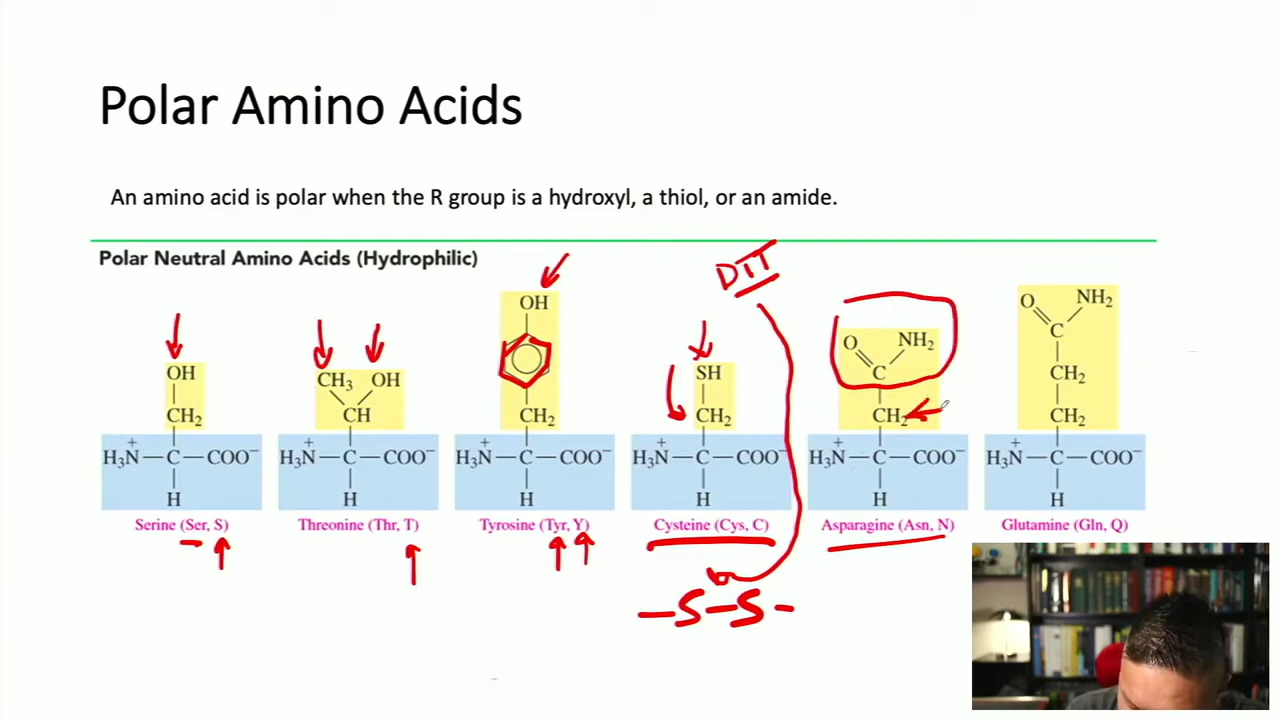 Polar Amino Acids
An amino acid is polar when the R group is a hydroxyl, a thiol, or an amide.
Polar Neutral Amino Acids (Hydrophilic)
DIT
OH
O NH₂
OH
O NH₂
C
CH₃ OH
SH
C
CH₂
CH₂
CH
CH₂
CH₂
CH₂
CH₂
H₃N⁺—C—COO⁻
H₃N⁺—C—COO⁻
H₃N⁺—C—COO⁻
H₃N⁺—C—COO⁻
H₃N⁺—C—COO⁻
H₃N⁺—C—COO⁻
H
H
H
H
H
H
Serine (Ser, S)
Threonine (Thr, T)
Tyrosine (Tyr, Y)
Cysteine (Cys, C)
Asparagine (Asn, N)
Glutamine (Gln, Q)
—S—S—